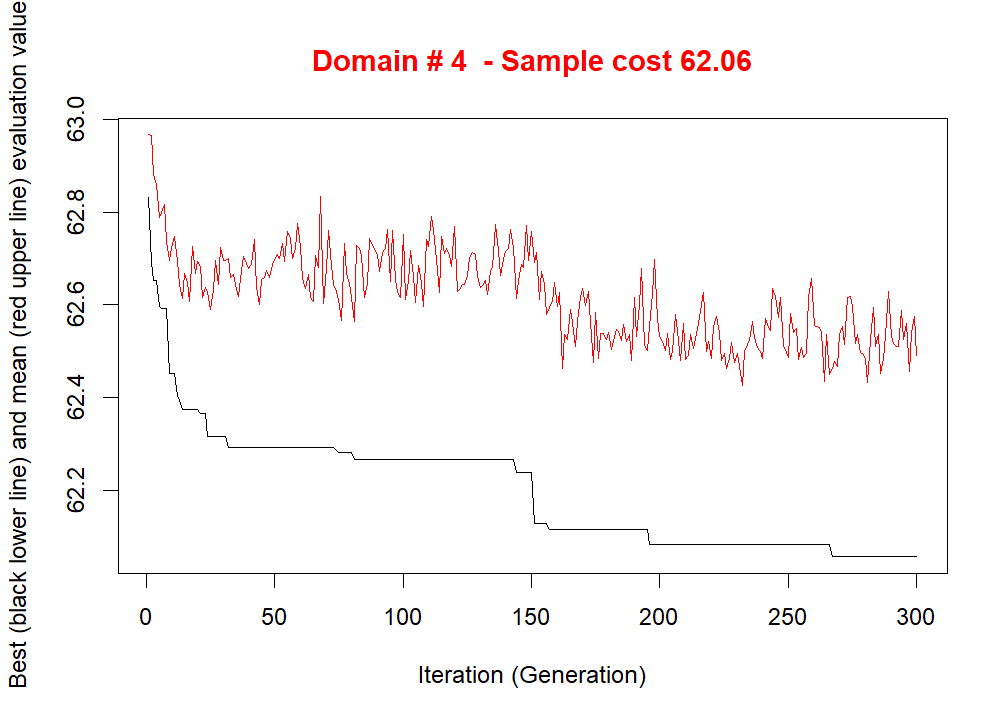 Domain # 4  - Sample cost 62.06
Best (black lower line) and mean (red upper line) evaluation value
63.0
62.8
62.6
62.4
62.2
0 50 100 150 200 250 300
Iteration (Generation)